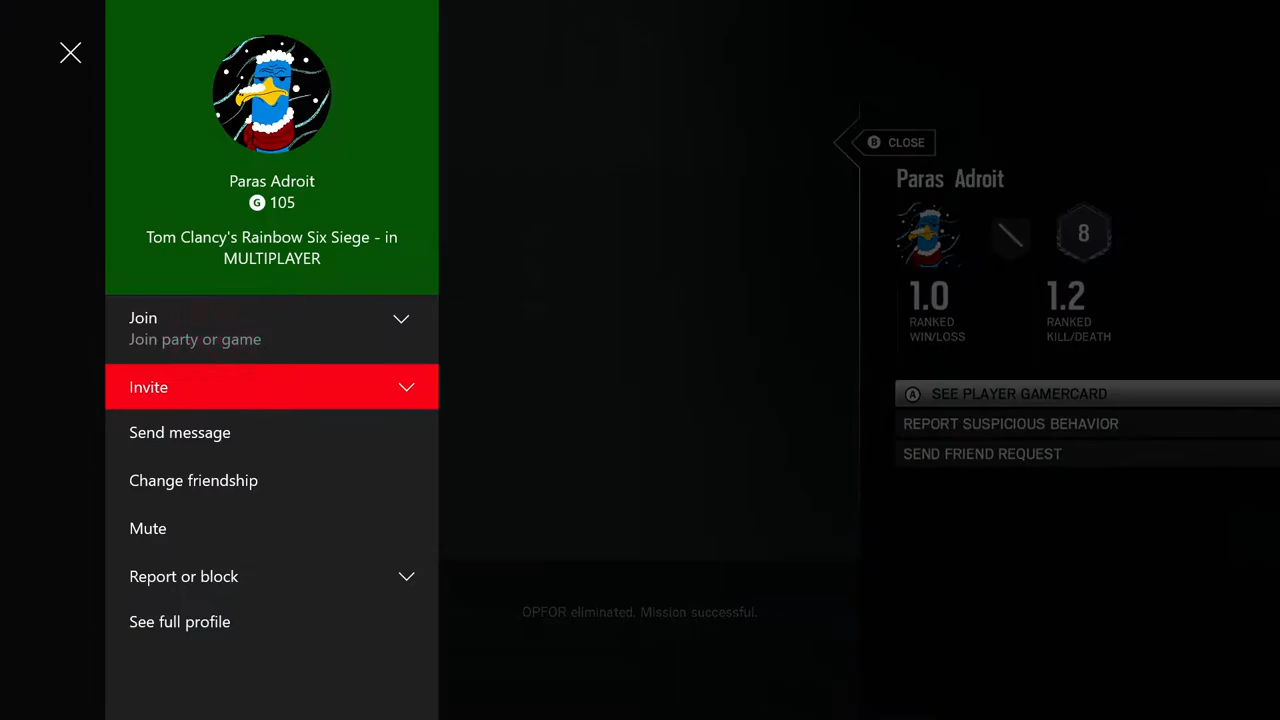 Paras Adroit
G 105
Tom Clancy's Rainbow Six Siege - in
MULTIPLAYER
Join
Join party or game
Invite
Send message
Change friendship
Mute
Report or block
See full profile
B CLOSE
Paras Adroit
8
1.0
RANKED
WIN/LOSS
1.2
RANKED
KILL/DEATH
A SEE PLAYER GAMERCARD
REPORT SUSPICIOUS BEHAVIOR
SEND FRIEND REQUEST
OPFOR eliminated. Mission successful.